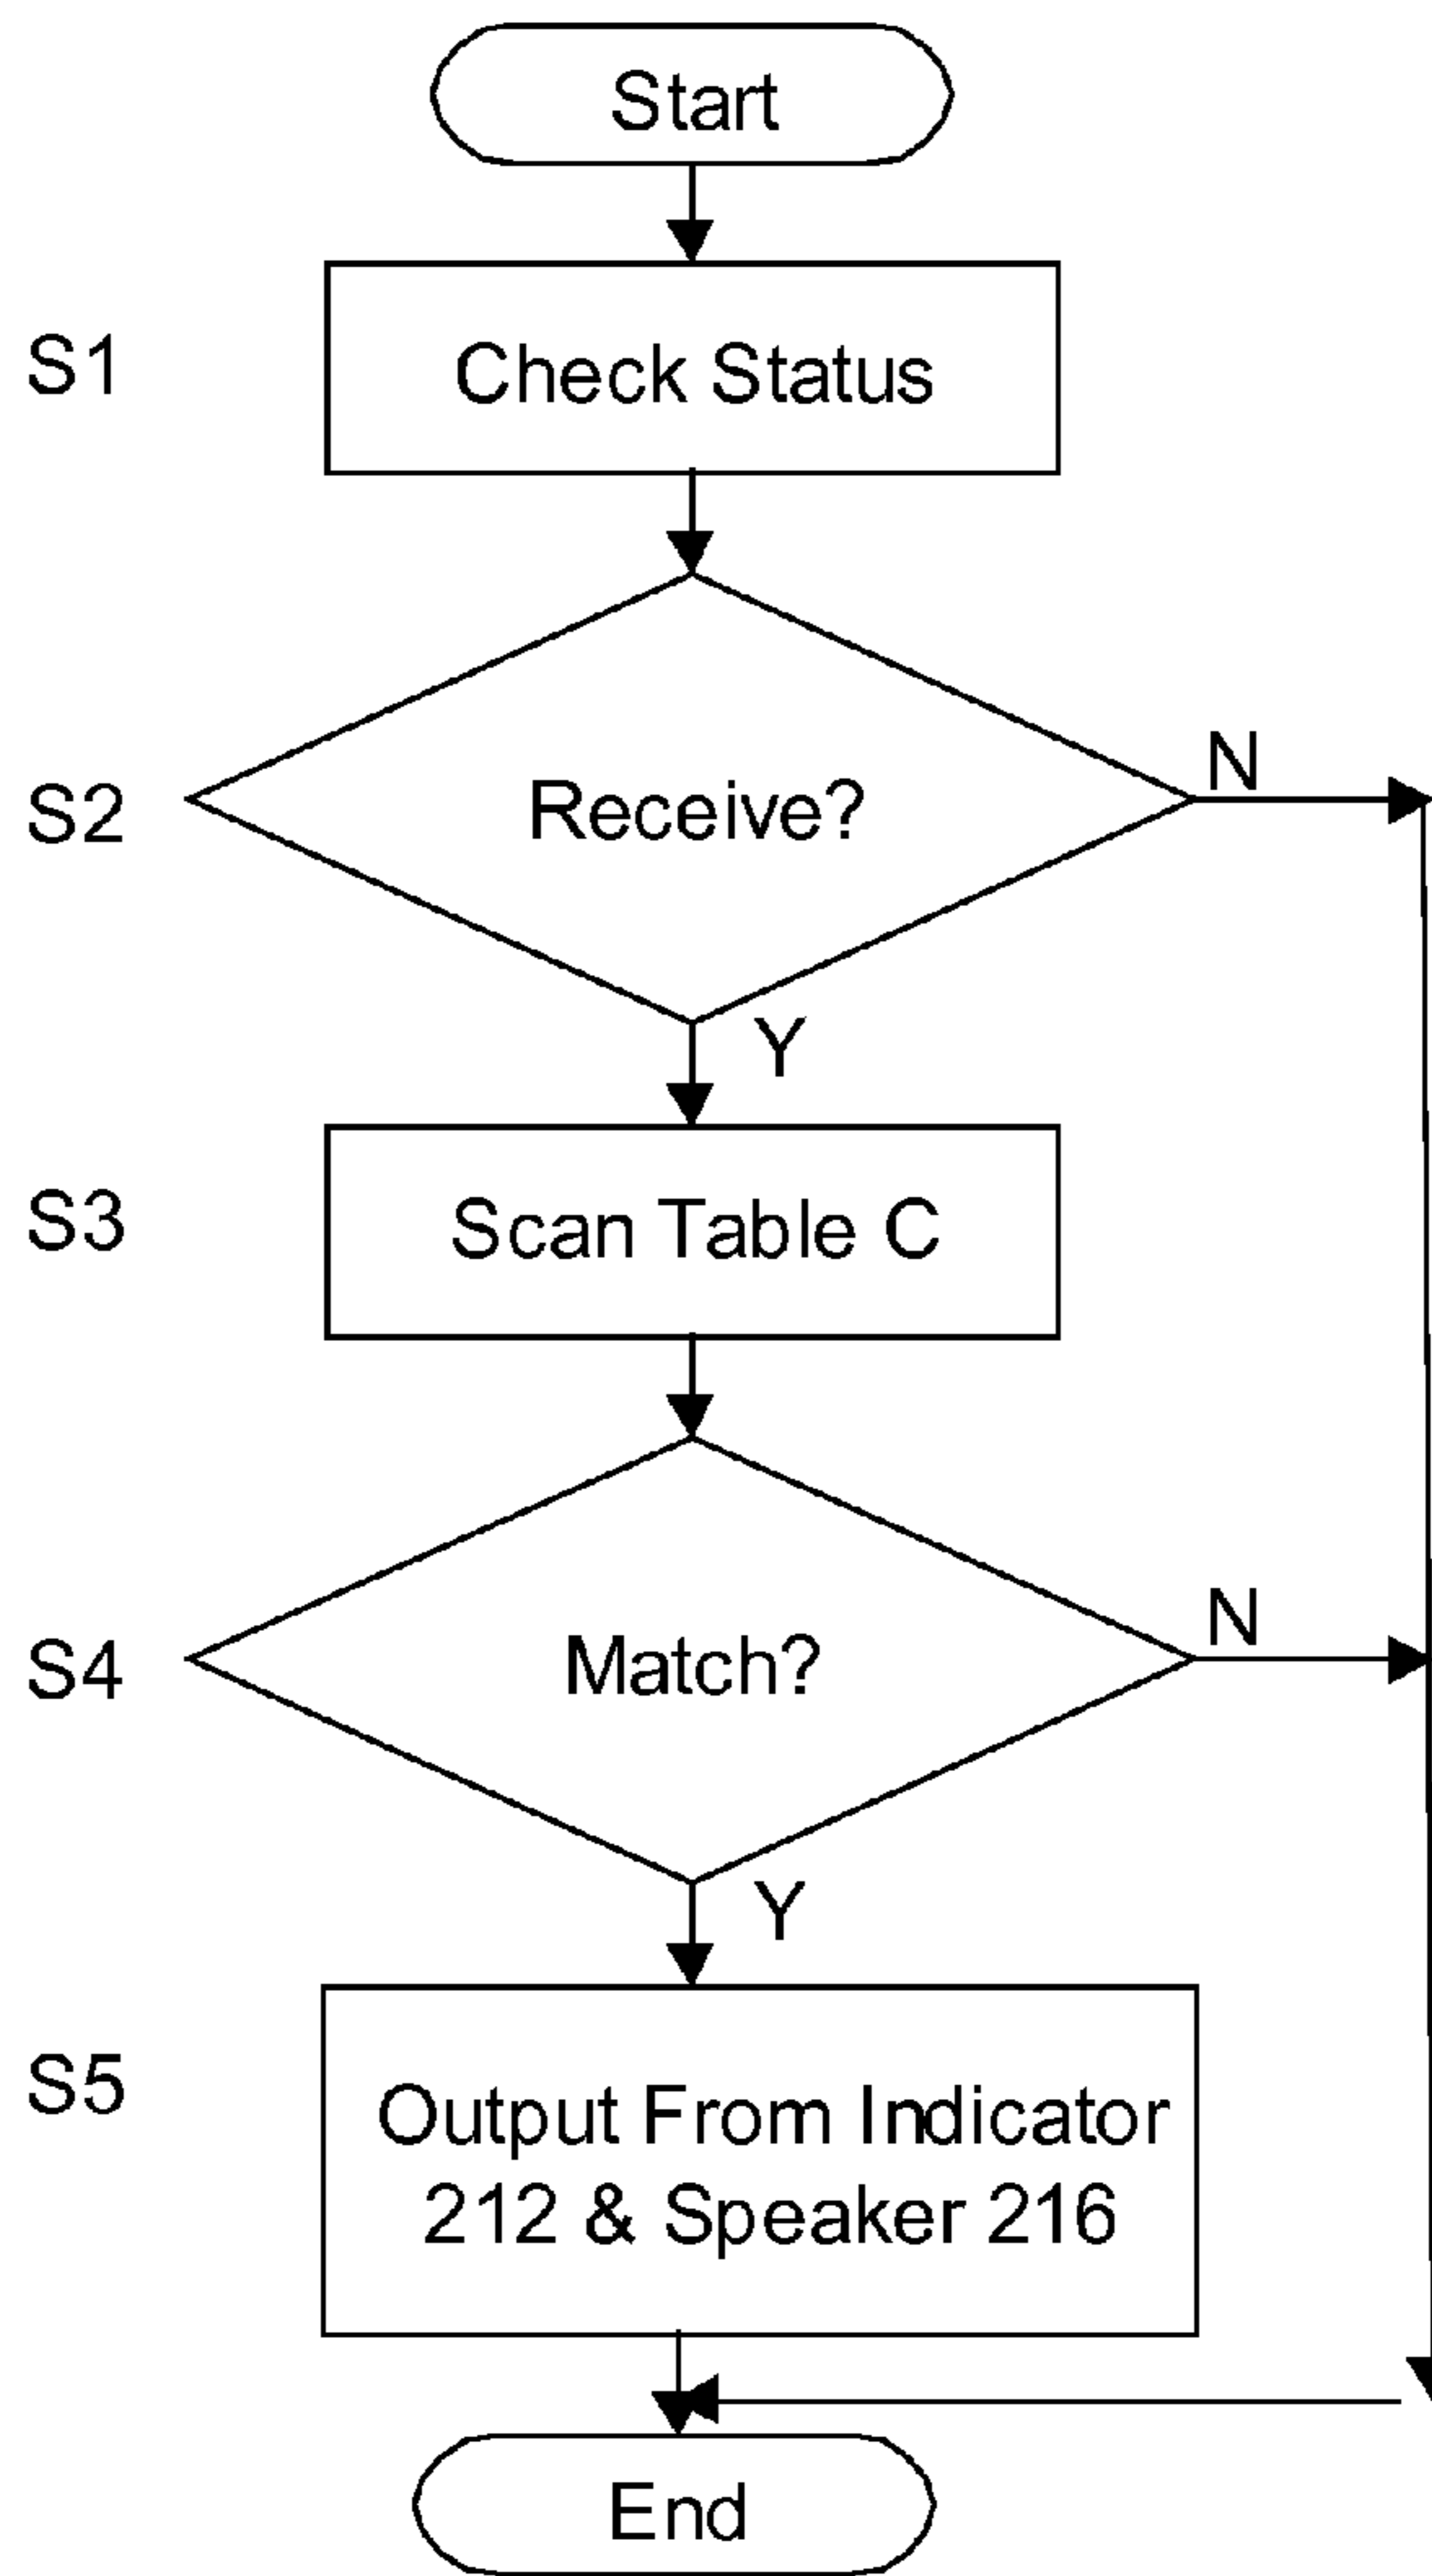 Start
S1
Check Status
S2
Receive?
N
Y
S3
Scan Table C
S4
Match?
N
Y
S5
Output From Indicator
212 & Speaker 216
End